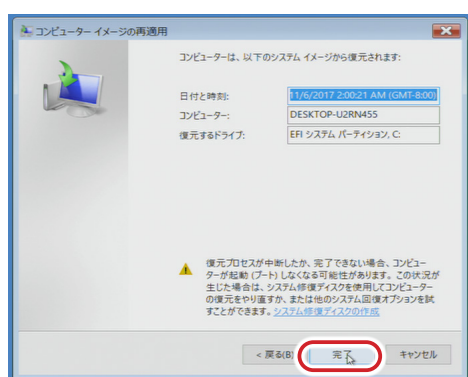 コンピューター イメージの再適用
コンピューターは、以下のシステム イメージから復元されます:
日付と時刻: 11/6/2017 2:00:21 AM (GMT-8:00)
コンピューター: DESKTOP-U2RN455
復元するドライブ: EFI システム パーティション, C:
復元プロセスが中断したか、完了できない場合、コンピュー
ターが起動 (ブート) しなくなる可能性があります。この状況が
生じた場合は、システム修復ディスクを使用してコンピューター
の復元をやり直すか、または他のシステム回復オプションを試
すことができます。システム修復ディスクの作成
< 戻る(B) 完了 キャンセル